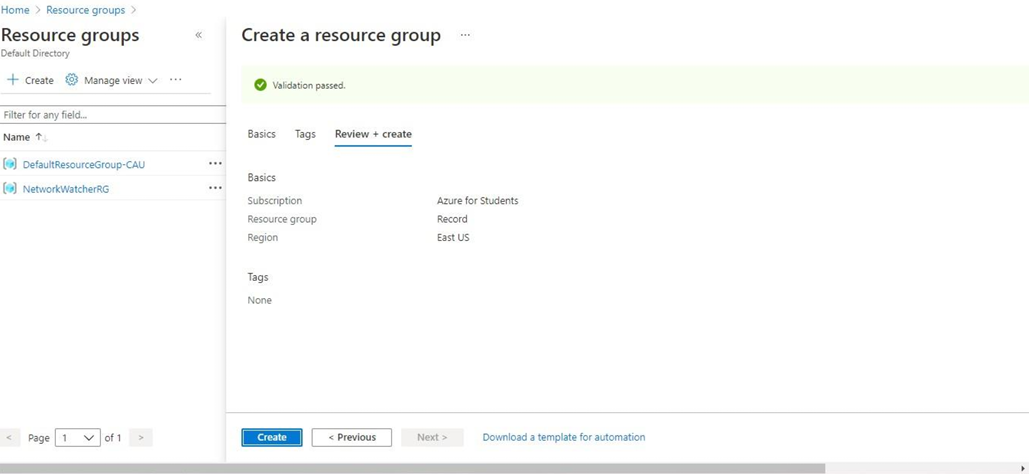 Home > Resource groups >
Resource groups
«
Default Directory
+ Create Manage view ...
Filter for any field...
Name ↑↓
DefaultResourceGroup-CAU ...
NetworkWatcherRG ...
< Page 1 of 1 >
Create a resource group ...
Validation passed.
Basics Tags Review + create
Basics
Subscription Azure for Students
Resource group Record
Region East US
Tags
None
Create < Previous Next > Download a template for automation